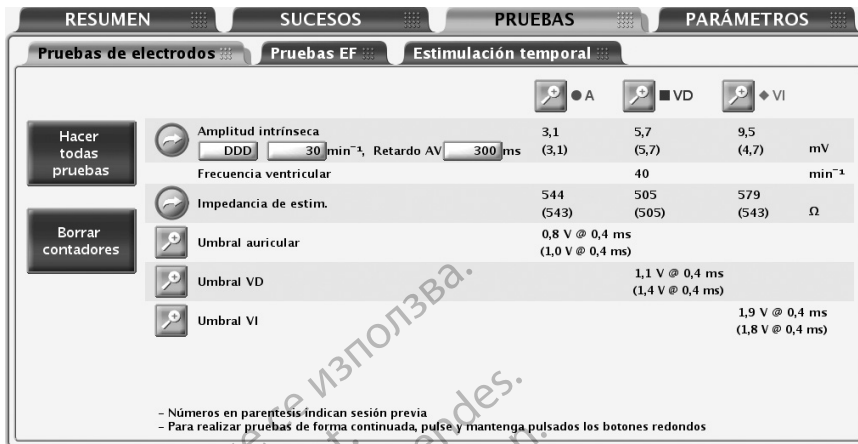 RESUMEN SUCESOS PRUEBAS PARÁMETROS
Pruebas de electrodos Pruebas EF Estimulación temporal
A VD VI
Hacer todas pruebas
Amplitud intrínseca 3,1 5,7 9,5
DDD 30 min⁻¹, Retardo AV 300 ms (3,1) (5,7) (4,7) mV
Frecuencia ventricular 40 min⁻¹
Impedancia de estim. 544 505 579
(543) (505) (543) Ω
Borrar contadores
Umbral auricular 0,8 V @ 0,4 ms
(1,0 V @ 0,4 ms)
Umbral VD 1,1 V @ 0,4 ms
(1,4 V @ 0,4 ms)
Umbral VI 1,9 V @ 0,4 ms
(1,8 V @ 0,4 ms)
- Números en parentesis indican sesión previa
- Para realizar pruebas de forma continuada, pulse y mantenga pulsados los botones redondos
се използва.